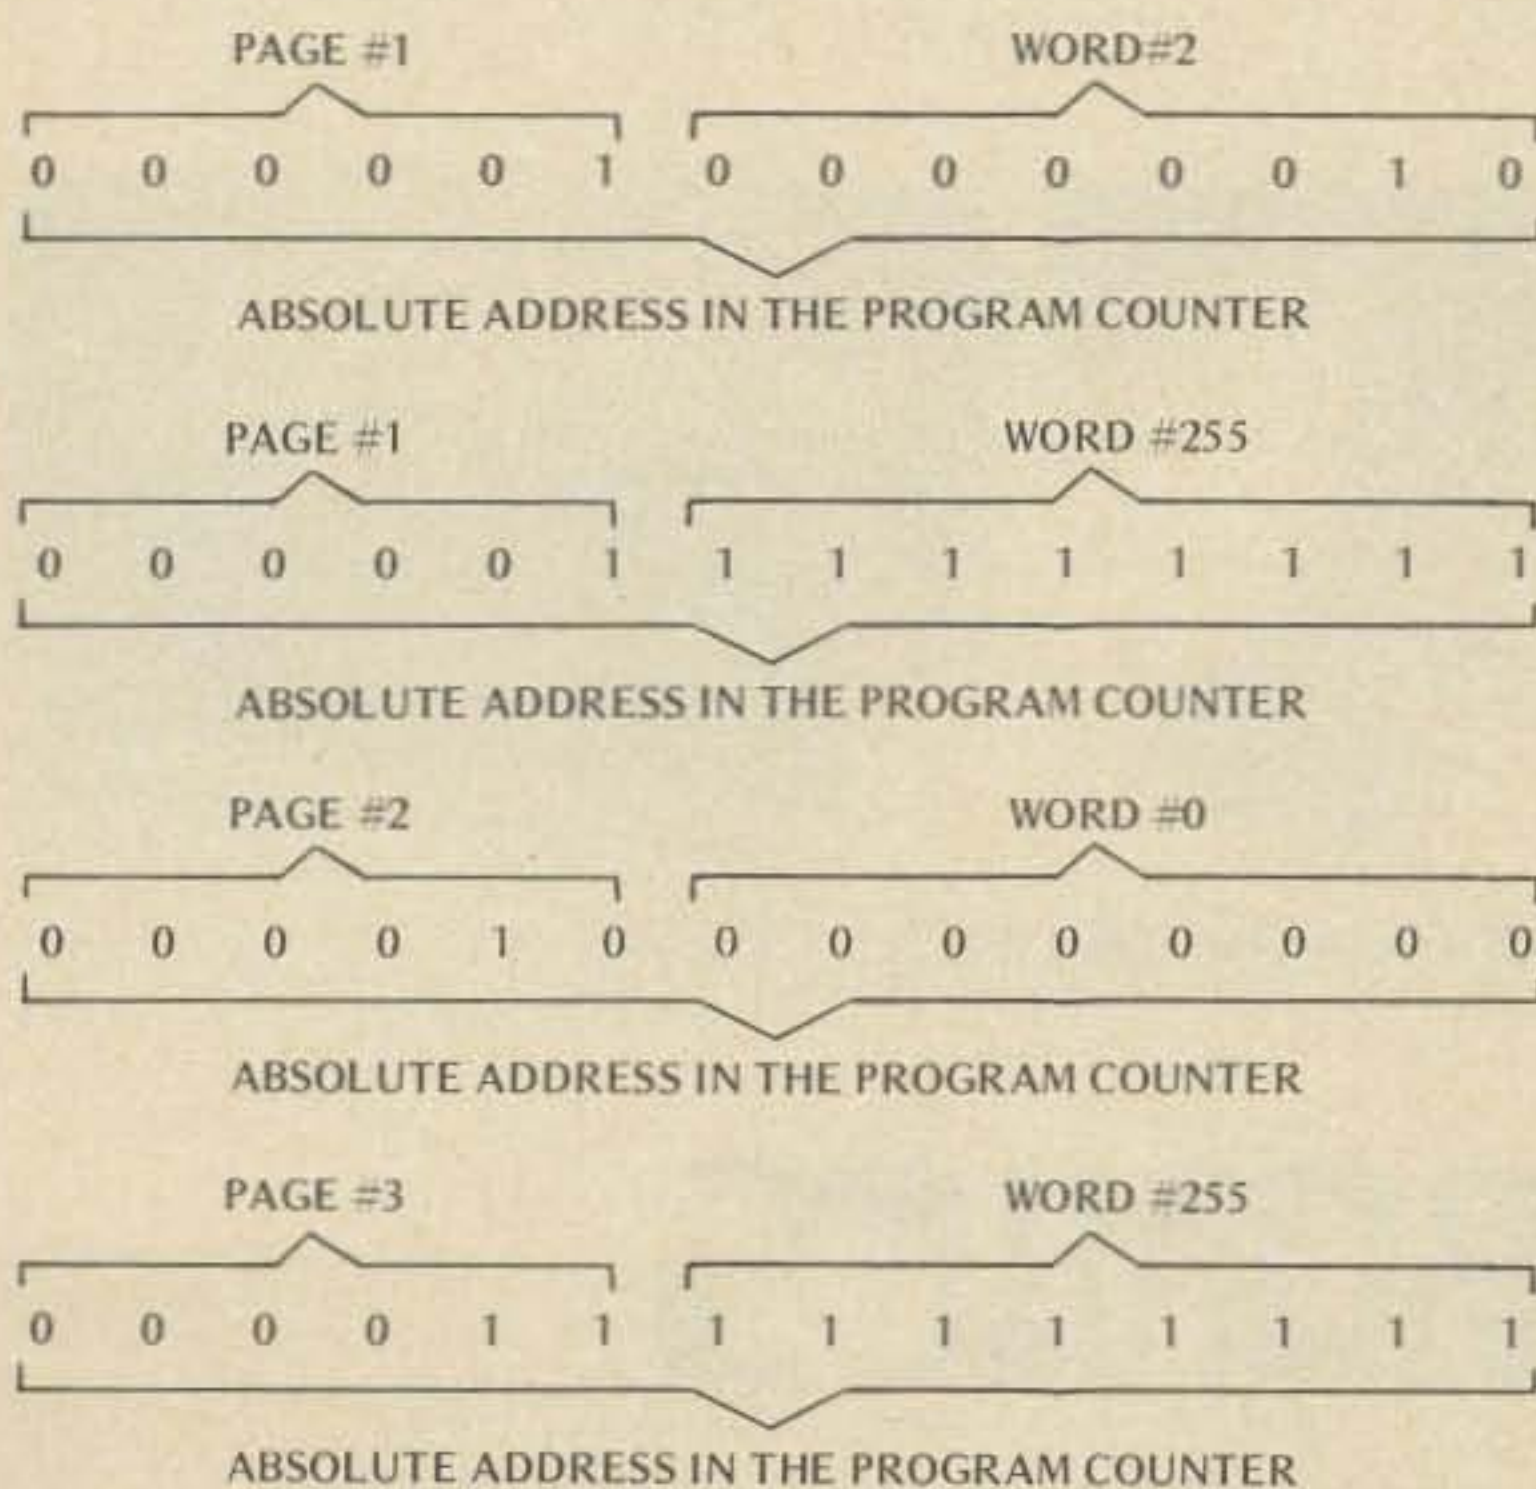 PAGE #1 WORD#2
0 0 0 0 0 1 0 0 0 0 0 0 1 0
ABSOLUTE ADDRESS IN THE PROGRAM COUNTER
PAGE #1 WORD #255
0 0 0 0 0 1 1 1 1 1 1 1 1 1
ABSOLUTE ADDRESS IN THE PROGRAM COUNTER
PAGE #2 WORD #0
0 0 0 0 1 0 0 0 0 0 0 0 0 0
ABSOLUTE ADDRESS IN THE PROGRAM COUNTER
PAGE #3 WORD #255
0 0 0 0 1 1 1 1 1 1 1 1 1 1
ABSOLUTE ADDRESS IN THE PROGRAM COUNTER